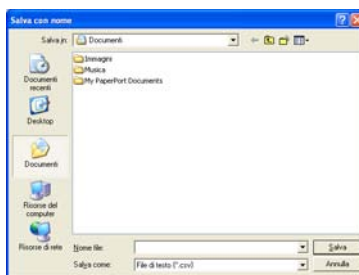 Salva con nome
Salva in:
Documenti
Immagini
Musica
My PaperPort Documents
Documenti
recenti
Desktop
Documenti
Risorse del
computer
Risorse di rete
Nome file:
Salva
Salva come:
File di testo (*.csv)
Annulla